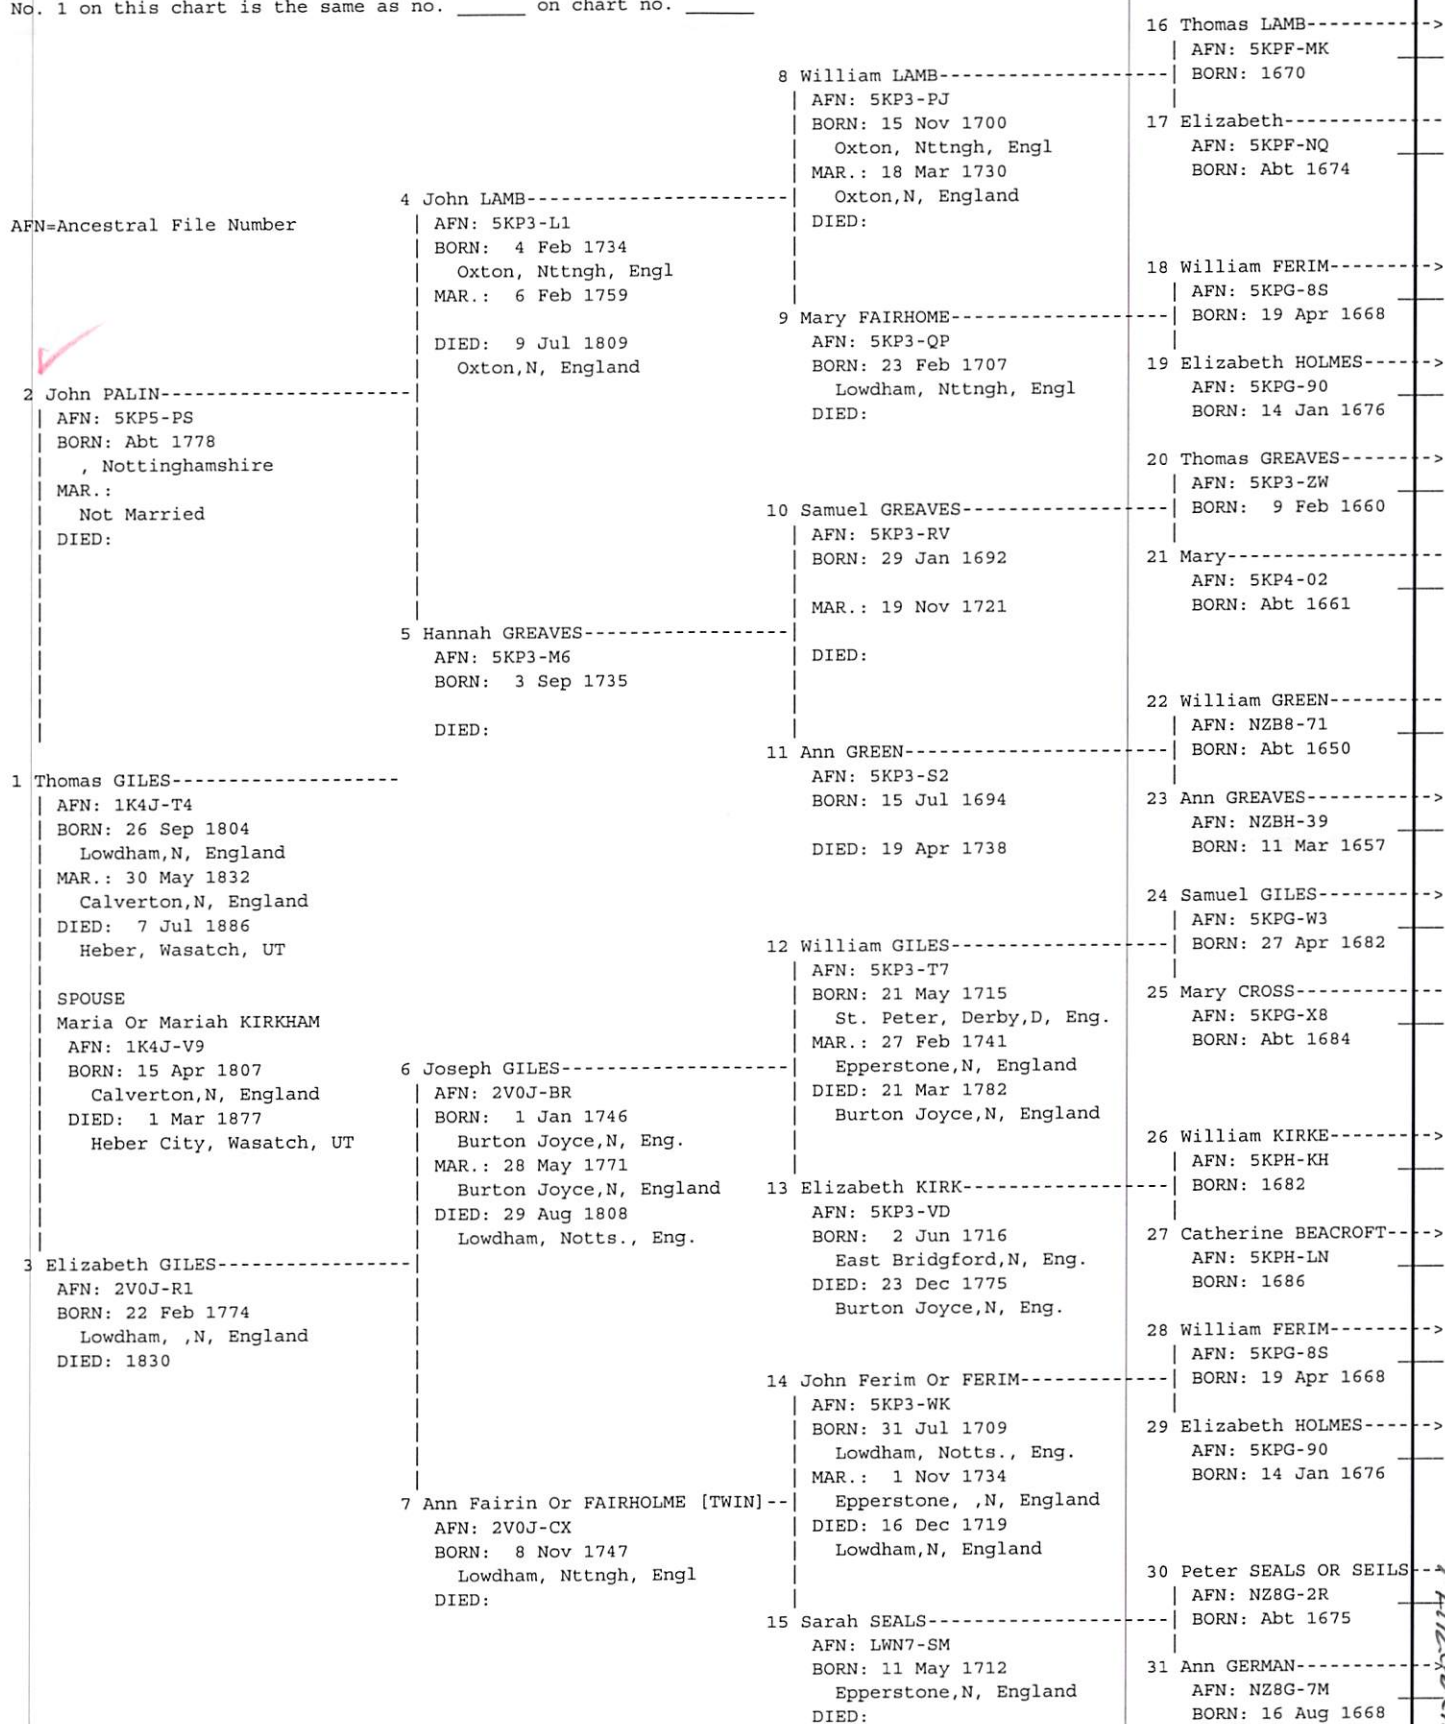 No. 1 on this chart is the same as no. ______ on chart no. ______
AFN=Ancestral File Number
2 John PALIN
AFN: 5KP5-PS
BORN: Abt 1778
, Nottinghamshire
MAR.:
Not Married
DIED:
1 Thomas GILES
AFN: 1K4J-T4
BORN: 26 Sep 1804
Lowdham,N, England
MAR.: 30 May 1832
Calverton,N, England
DIED: 7 Jul 1886
Heber, Wasatch, UT
SPOUSE
Maria Or Mariah KIRKHAM
AFN: 1K4J-V9
BORN: 15 Apr 1807
Calverton,N, England
DIED: 1 Mar 1877
Heber City, Wasatch, UT
3 Elizabeth GILES
AFN: 2V0J-R1
BORN: 22 Feb 1774
Lowdham, ,N, England
DIED: 1830
4 John LAMB
AFN: 5KP3-L1
BORN: 4 Feb 1734
Oxton, Nttngh, Engl
MAR.: 6 Feb 1759
DIED: 9 Jul 1809
Oxton,N, England
5 Hannah GREAVES
AFN: 5KP3-M6
BORN: 3 Sep 1735
DIED:
6 Joseph GILES
AFN: 2V0J-BR
BORN: 1 Jan 1746
Burton Joyce,N, Eng.
MAR.: 28 May 1771
Burton Joyce,N, England
DIED: 29 Aug 1808
Lowdham, Notts., Eng.
7 Ann Fairin Or FAIRHOLME [TWIN]
AFN: 2V0J-CX
BORN: 8 Nov 1747
Lowdham, Nttngh, Engl
DIED:
8 William LAMB
AFN: 5KP3-PJ
BORN: 15 Nov 1700
Oxton, Nttngh, Engl
MAR.: 18 Mar 1730
Oxton,N, England
DIED:
9 Mary FAIRHOME
AFN: 5KP3-QP
BORN: 23 Feb 1707
Lowdham, Nttngh, Engl
DIED:
10 Samuel GREAVES
AFN: 5KP3-RV
BORN: 29 Jan 1692
MAR.: 19 Nov 1721
DIED:
11 Ann GREEN
AFN: 5KP3-S2
BORN: 15 Jul 1694
DIED: 19 Apr 1738
12 William GILES
AFN: 5KP3-T7
BORN: 21 May 1715
St. Peter, Derby,D, Eng.
MAR.: 27 Feb 1741
Epperstone,N, England
DIED: 21 Mar 1782
Burton Joyce,N, England
13 Elizabeth KIRK
AFN: 5KP3-VD
BORN: 2 Jun 1716
East Bridgford,N, Eng.
DIED: 23 Dec 1775
Burton Joyce,N, Eng.
14 John Ferim Or FERIM
AFN: 5KP3-WK
BORN: 31 Jul 1709
Lowdham, Notts., Eng.
MAR.: 1 Nov 1734
Epperstone, ,N, England
DIED: 16 Dec 1719
Lowdham,N, England
15 Sarah SEALS
AFN: LWN7-SM
BORN: 11 May 1712
Epperstone,N, England
DIED:
16 Thomas LAMB
AFN: 5KPF-MK
BORN: 1670
17 Elizabeth
AFN: 5KPF-NQ
BORN: Abt 1674
18 William FERIM
AFN: 5KPG-8S
BORN: 19 Apr 1668
19 Elizabeth HOLMES
AFN: 5KPG-90
BORN: 14 Jan 1676
20 Thomas GREAVES
AFN: 5KP3-ZW
BORN: 9 Feb 1660
21 Mary
AFN: 5KP4-02
BORN: Abt 1661
22 William GREEN
AFN: NZB8-71
BORN: Abt 1650
23 Ann GREAVES
AFN: NZBH-39
BORN: 11 Mar 1657
24 Samuel GILES
AFN: 5KPG-W3
BORN: 27 Apr 1682
25 Mary CROSS
AFN: 5KPG-X8
BORN: Abt 1684
26 William KIRKE
AFN: 5KPH-KH
BORN: 1682
27 Catherine BEACROFT
AFN: 5KPH-LN
BORN: 1686
28 William FERIM
AFN: 5KPG-8S
BORN: 19 Apr 1668
29 Elizabeth HOLMES
AFN: 5KPG-90
BORN: 14 Jan 1676
30 Peter SEALS OR SEILS
AFN: NZ8G-2R
BORN: Abt 1675
31 Ann GERMAN
AFN: NZ8G-7M
BORN: 16 Aug 1668